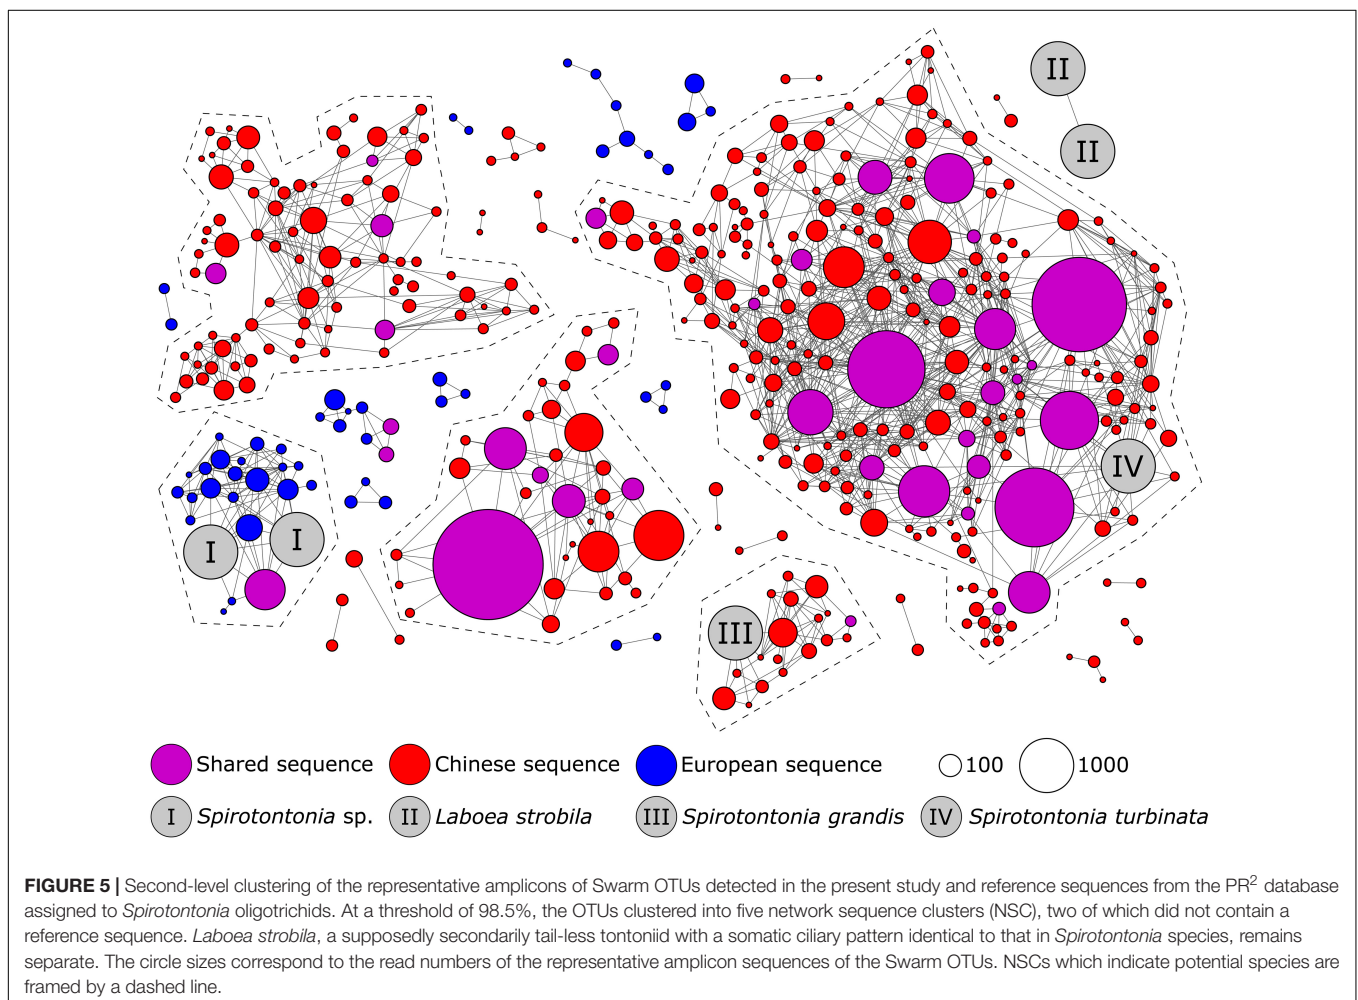 II
II
IV
I
I
III
Shared sequence
Chinese sequence
European sequence
100
1000
I Spirotontonia sp.
II Laboea strobila
III Spirotontonia grandis
IV Spirotontonia turbinata
FIGURE 5 | Second-level clustering of the representative amplicons of Swarm OTUs detected in the present study and reference sequences from the PR² database
assigned to Spirotontonia oligotrichids. At a threshold of 98.5%, the OTUs clustered into five network sequence clusters (NSC), two of which did not contain a
reference sequence. Laboea strobila, a supposedly secondarily tail-less tontoniid with a somatic ciliary pattern identical to that in Spirotontonia species, remains
separate. The circle sizes correspond to the read numbers of the representative amplicon sequences of the Swarm OTUs. NSCs which indicate potential species are
framed by a dashed line.